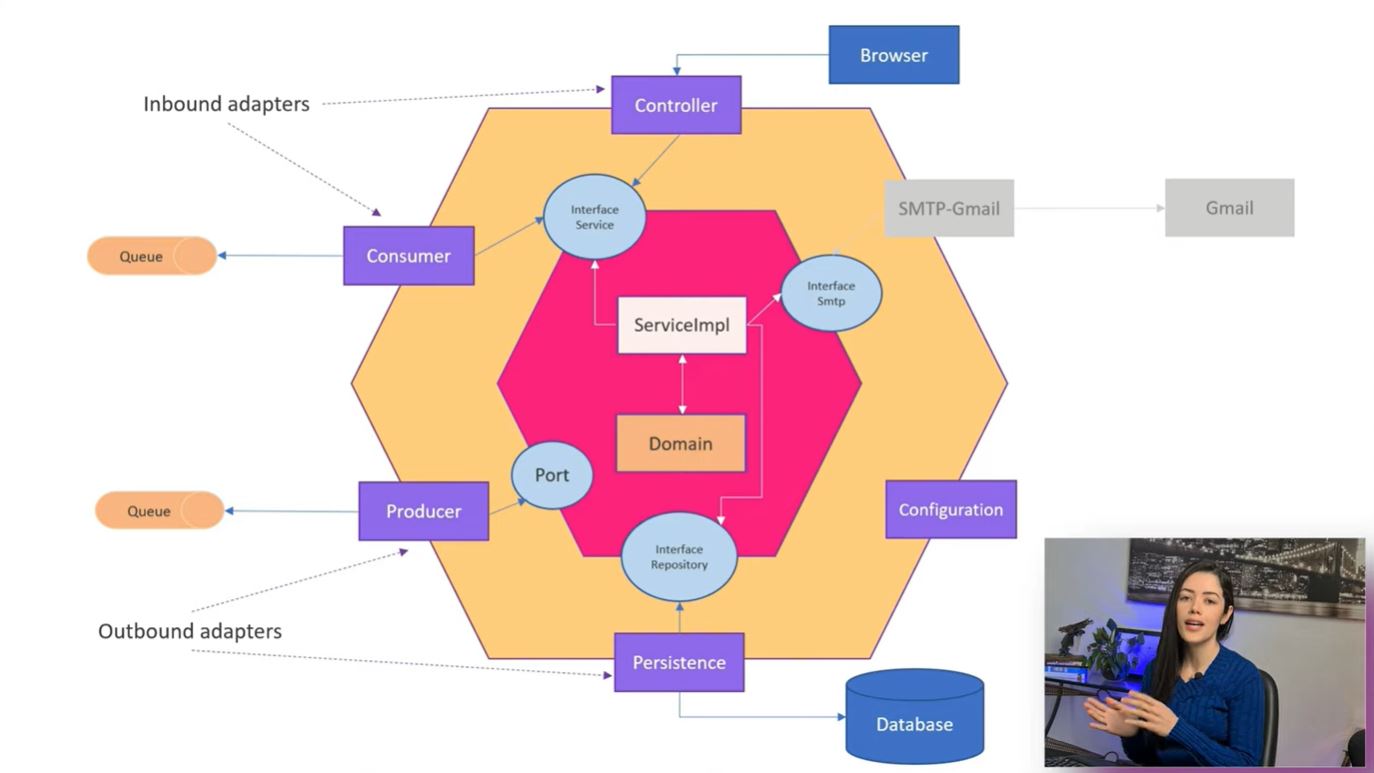 Browser
Inbound adapters
Controller
SMTP-Gmail
Gmail
Interface
Service
Queue
Consumer
Interface
Smtp
ServiceImpl
Domain
Port
Queue
Producer
Configuration
Interface
Repository
Outbound adapters
Persistence
Database